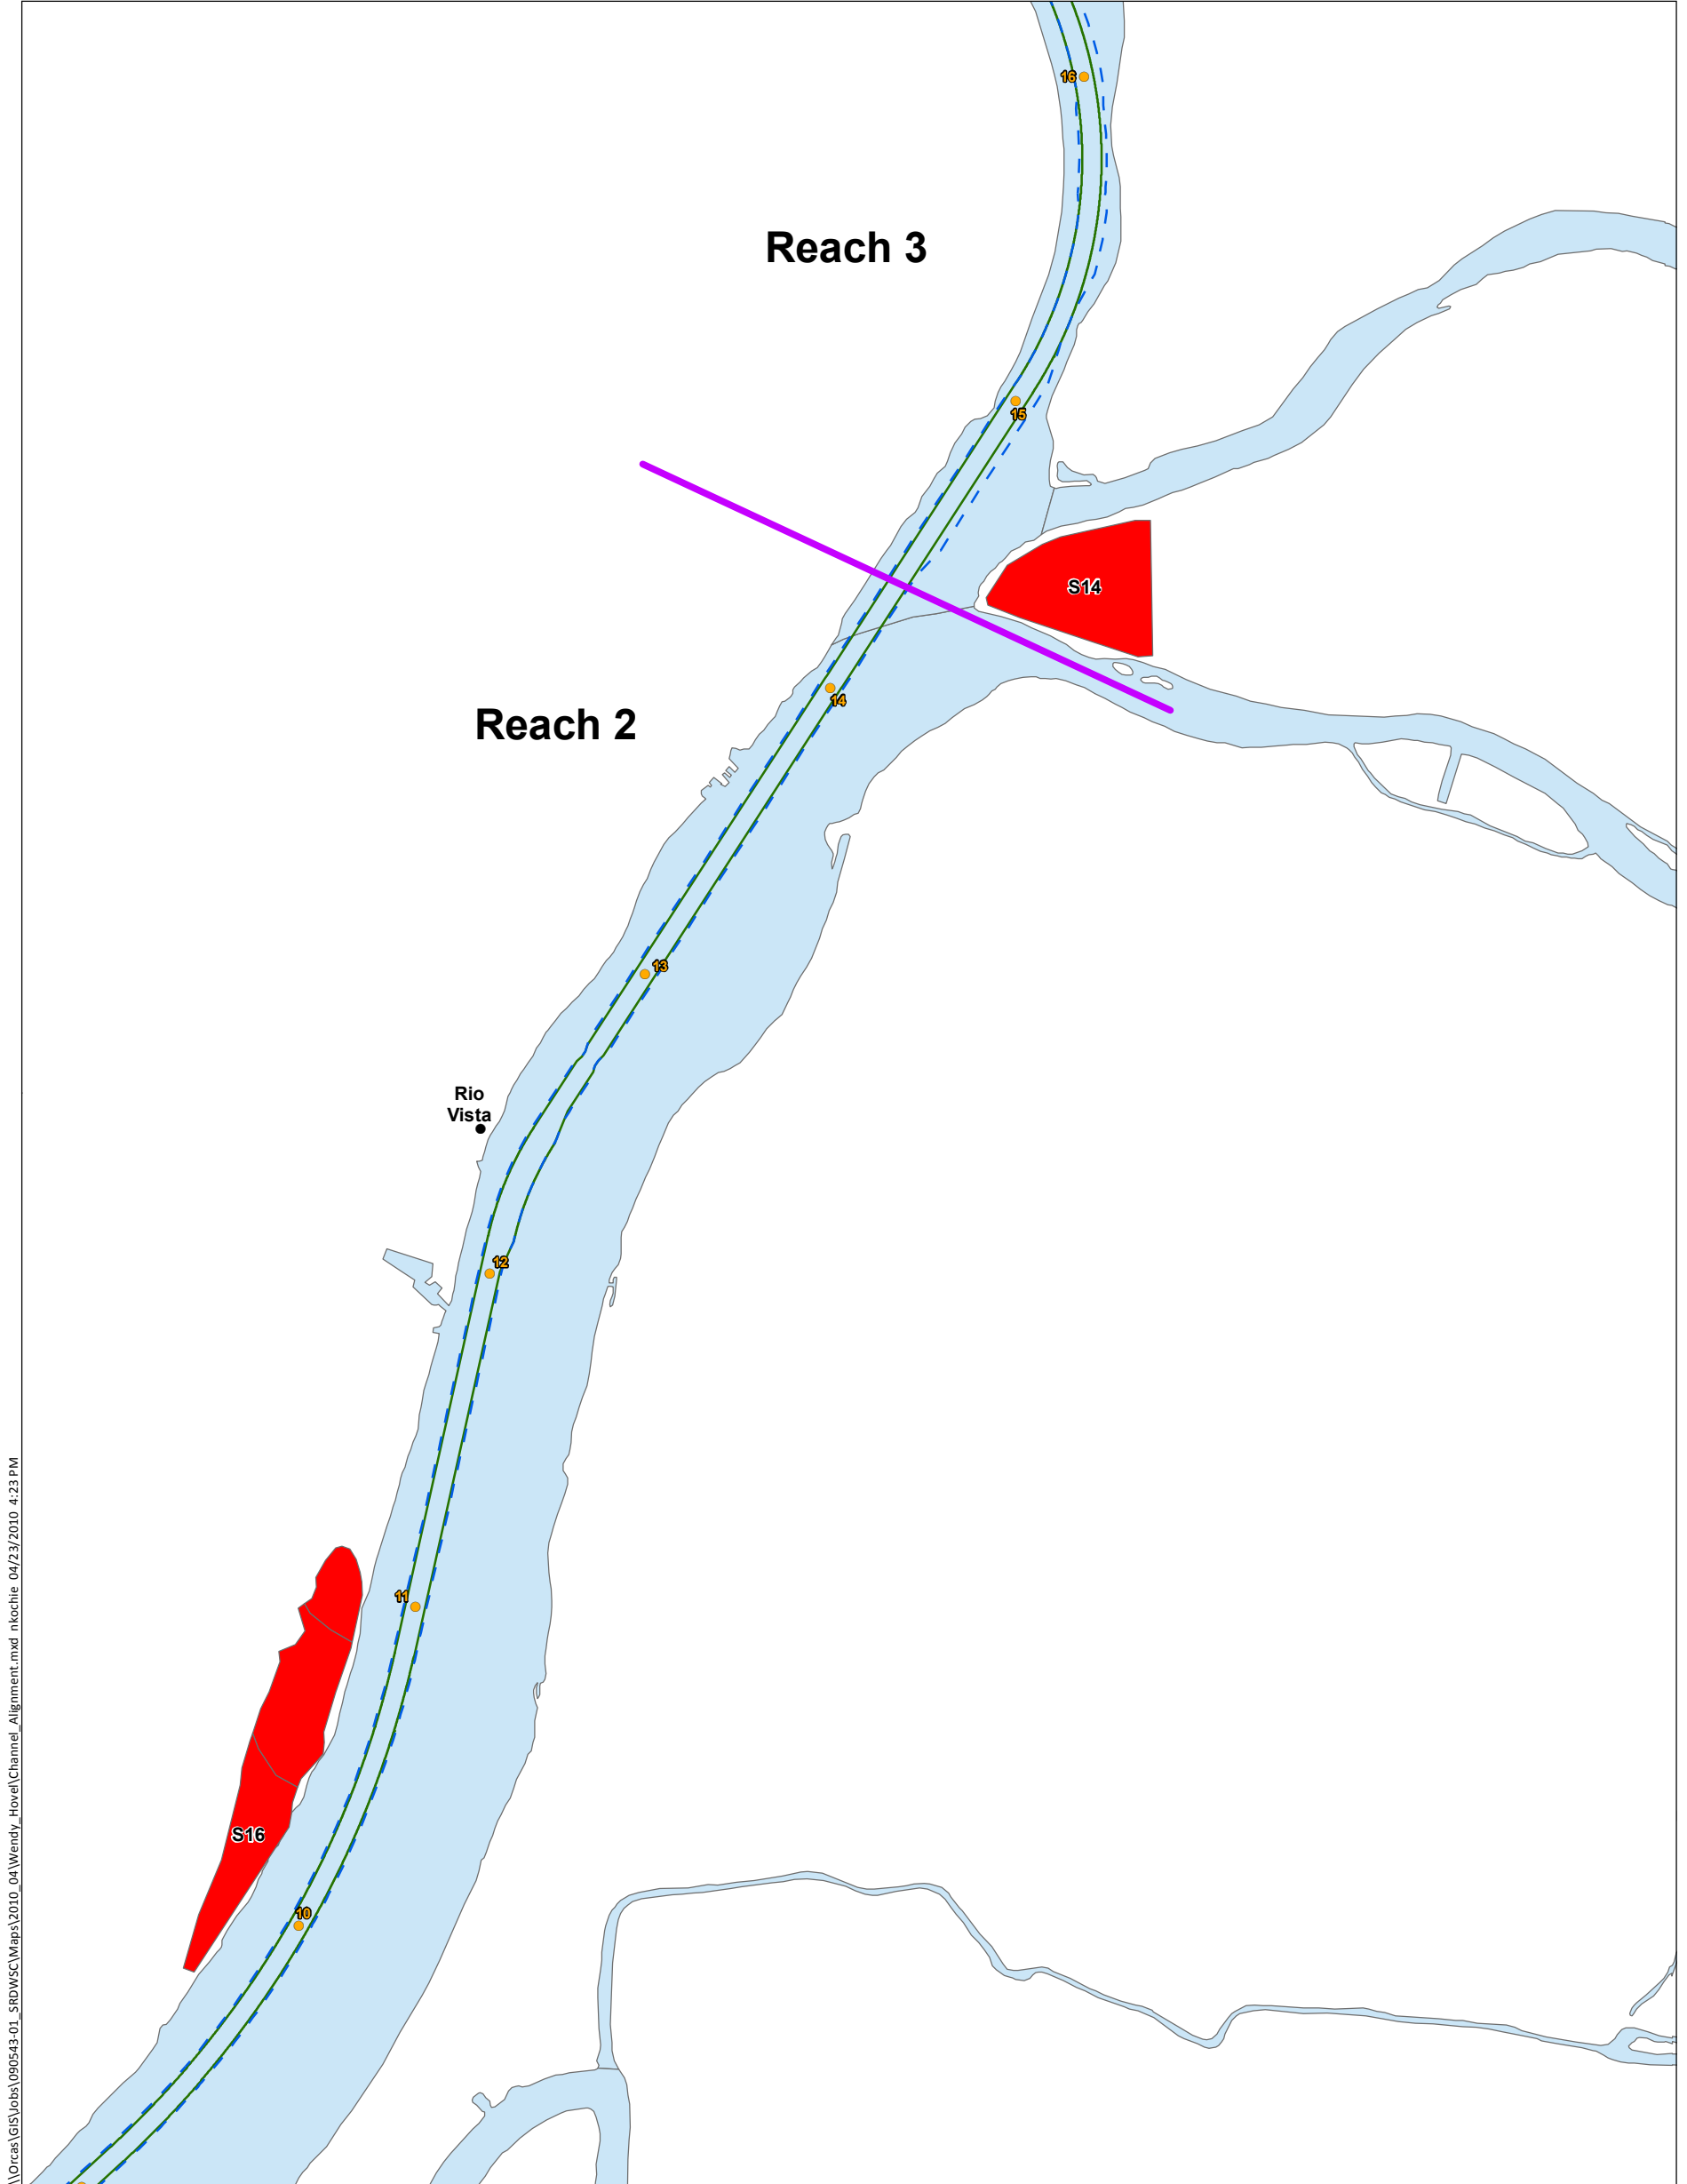 16
Reach 3
15
S14
14
Reach 2
13
Rio
Vista
12
11
S16
10
\\Orcas\GIS\Jobs\090543-01_SRDWSC\Maps\2010_04\Wendy_Hovel\Channel_Alignment.mxd nkochie 04/23/2010 4:23 PM